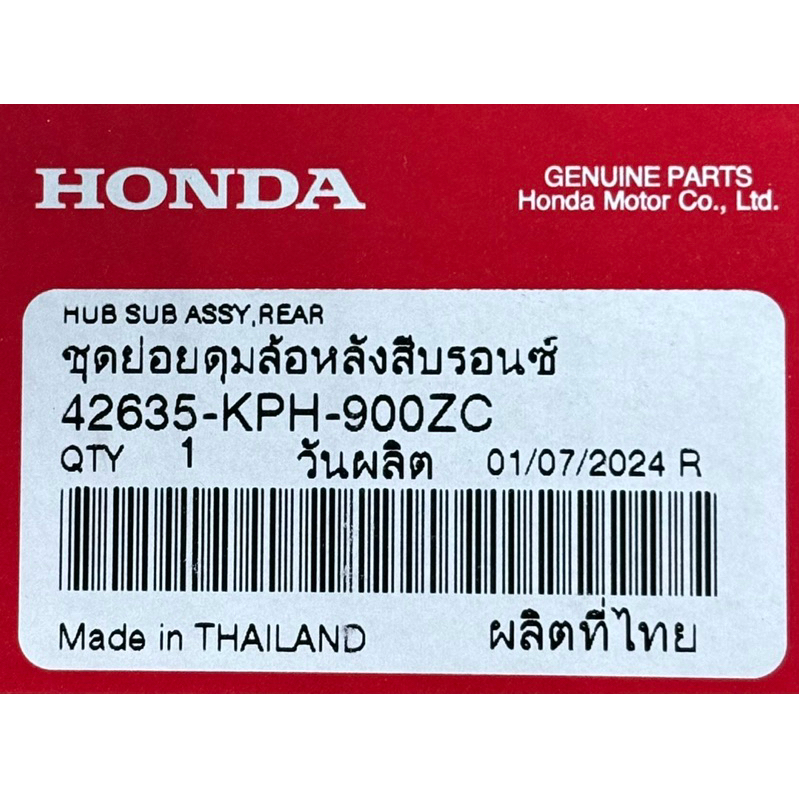 HONDA
GENUINE PARTS
Honda Motor Co., Ltd.
HUB SUB ASSY,REAR
ชุดย่อยดุมล้อหลังสีบรอนซ์
42635-KPH-900ZC
QTY 1 วันผลิต 01/07/2024 R
Made in THAILAND ผลิตที่ไทย